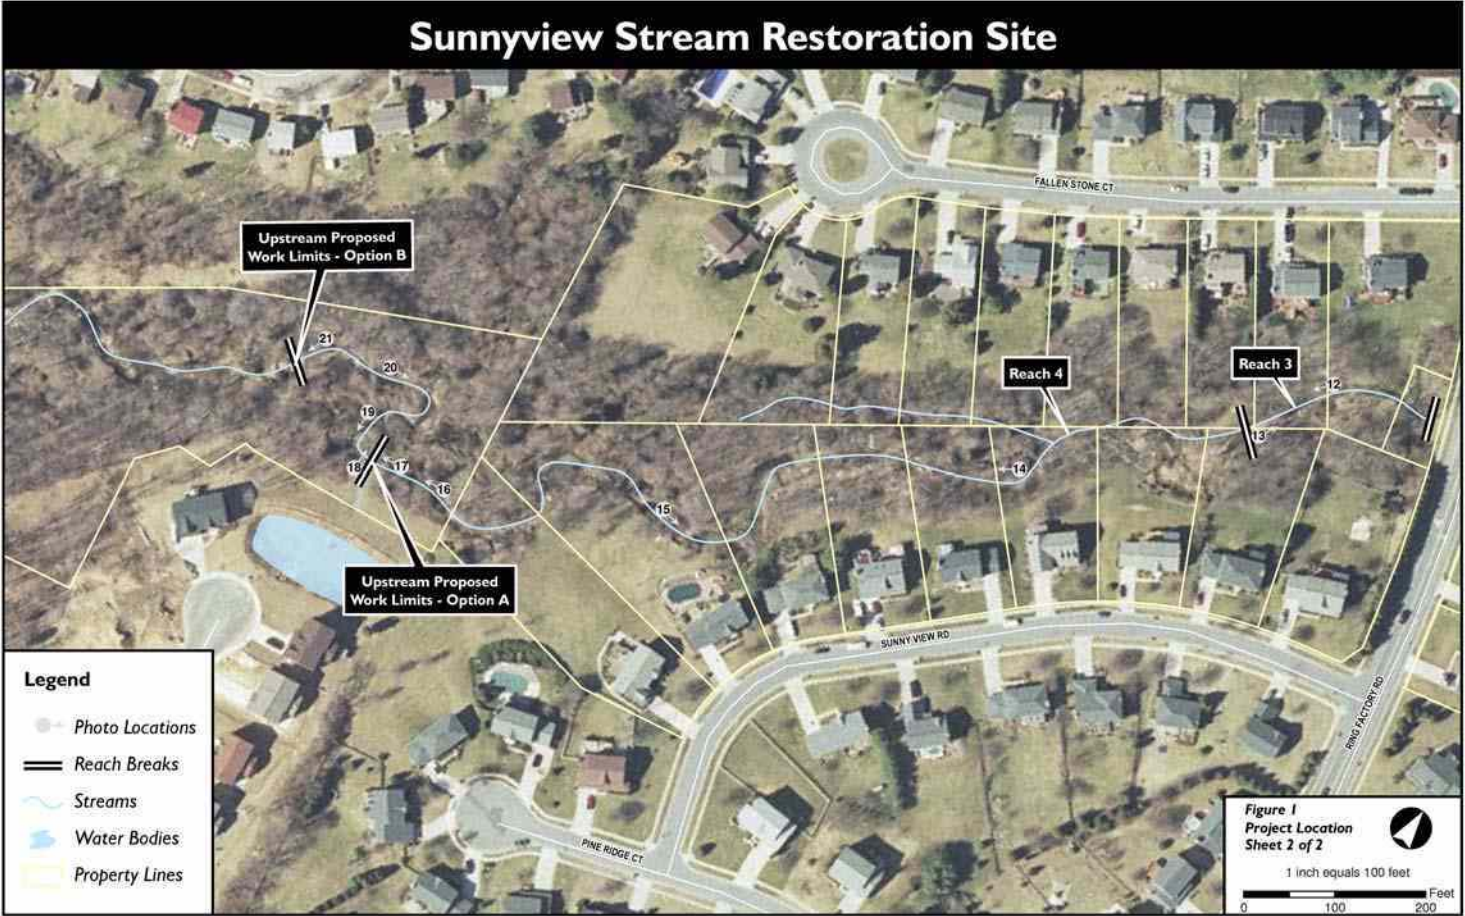 Sunnyview Stream Restoration Site
FALLEN STONE CT
Upstream Proposed
Work Limits - Option B
21
20
19
18
17
16
15
14
13
12
Reach 4
Reach 3
Upstream Proposed
Work Limits - Option A
SUNNY VIEW RD
RING FACTORY RD
PINE RIDGE CT
Legend
Photo Locations
Reach Breaks
Streams
Water Bodies
Property Lines
Figure 1
Project Location
Sheet 2 of 2
1 inch equals 100 feet
Feet
0 100 200